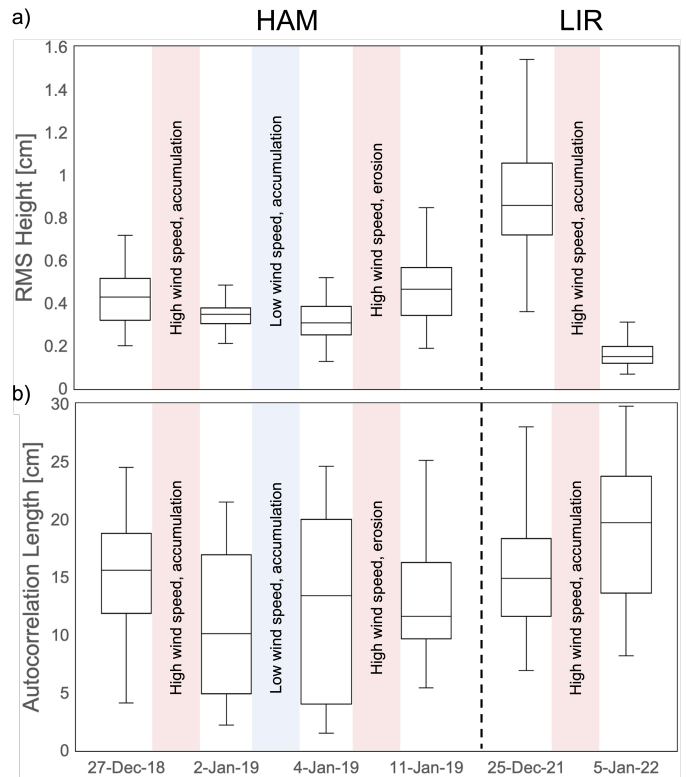 a)
HAM
LIR
RMS Height [cm]
1.6
1.4
1.2
1
0.8
0.6
0.4
0.2
0
High wind speed, accumulation
Low wind speed, accumulation
High wind speed, erosion
High wind speed, accumulation
b)
Autocorrelation Length [cm]
30
25
20
15
10
5
0
High wind speed, accumulation
Low wind speed, accumulation
High wind speed, erosion
High wind speed, accumulation
27-Dec-18
2-Jan-19
4-Jan-19
11-Jan-19
25-Dec-21
5-Jan-22